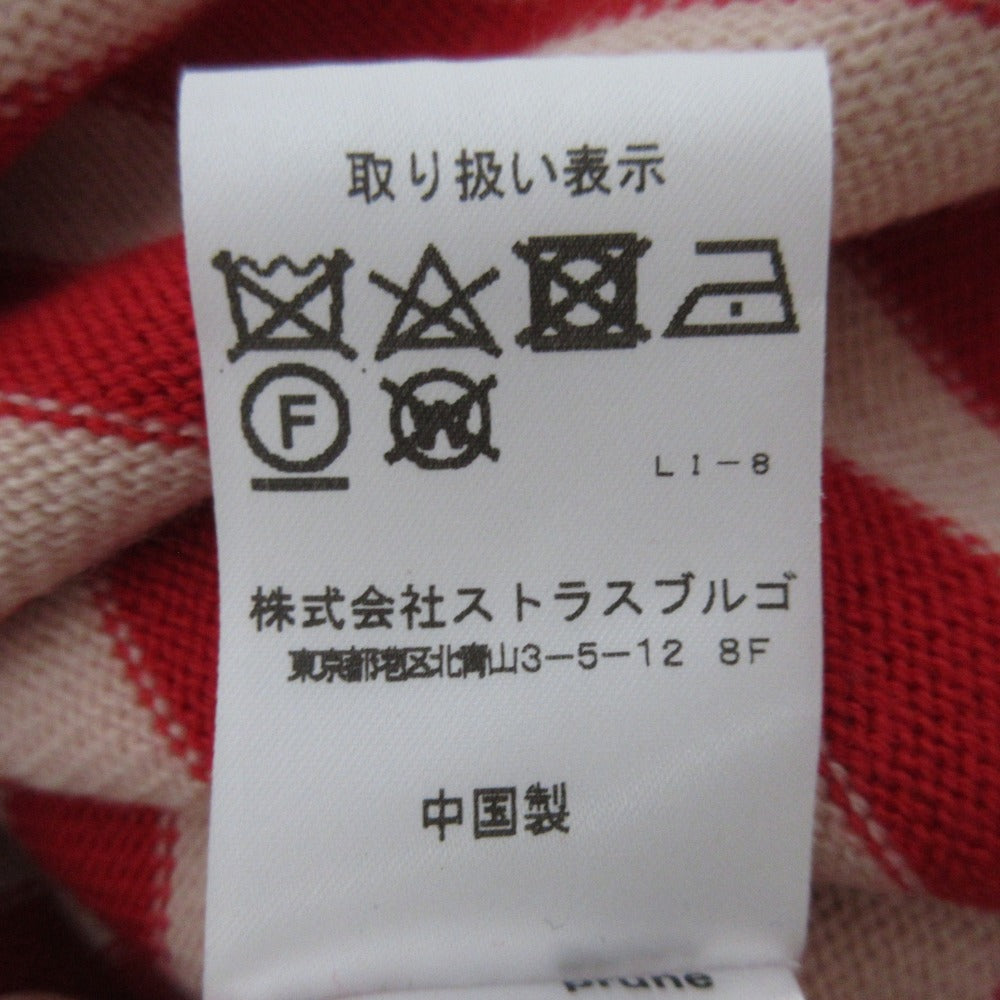 取り扱い表示
F W
LI-8
株式会社ストラスブルゴ
東京都港区北青山3-5-12 8F
中国製
prune